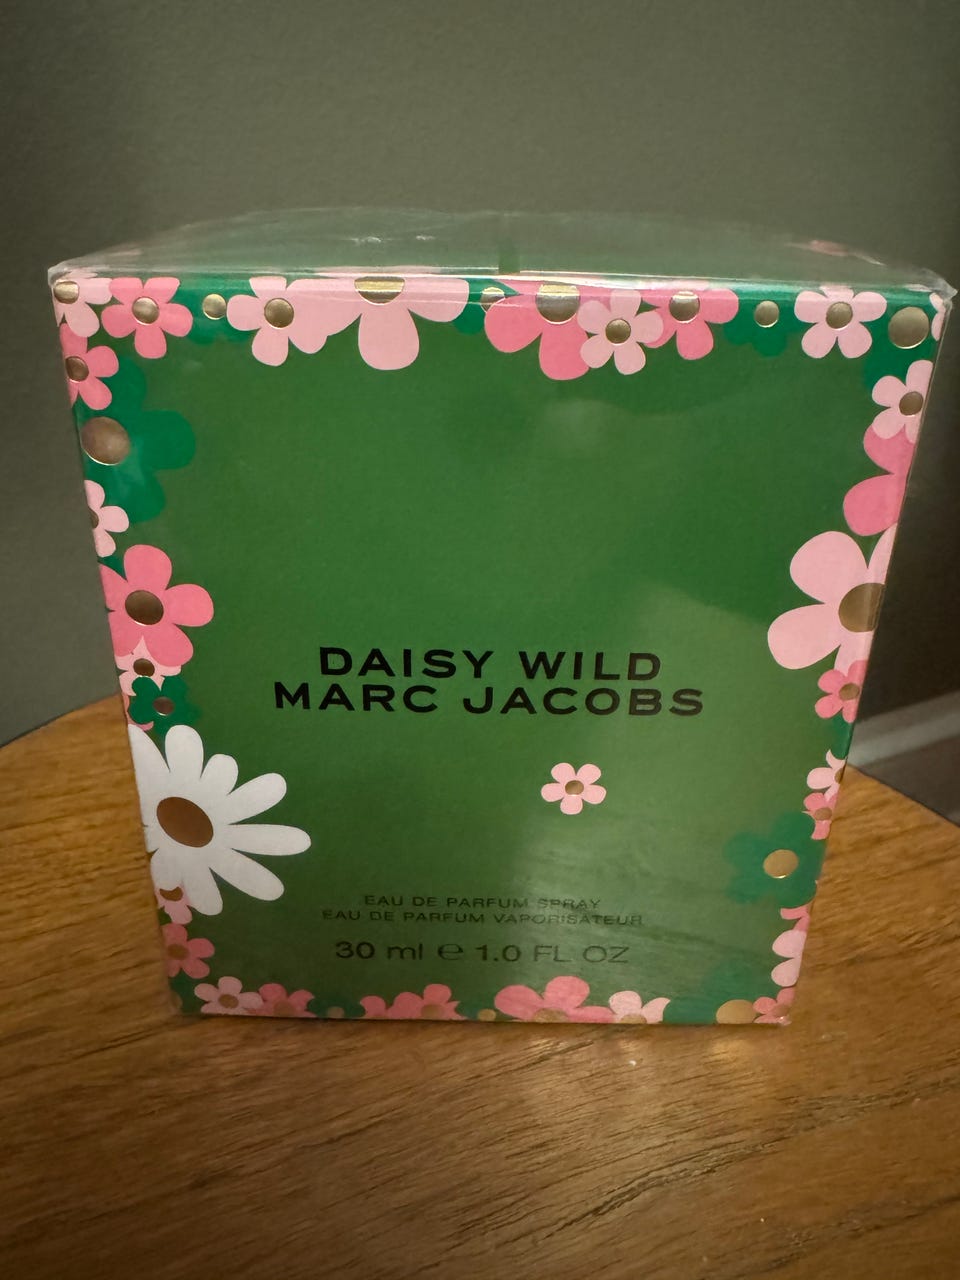 DAISY WILD
MARC JACOBS
EAU DE PARFUM SPRAY
EAU DE PARFUM VAPORISATEUR
30 ml ℮ 1.0 FL OZ